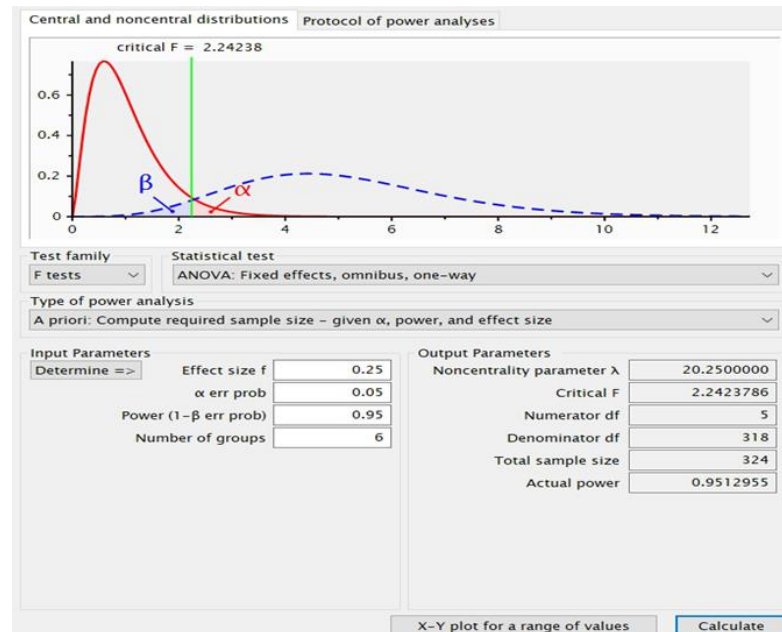 Central and noncentral distributions Protocol of power analyses
critical F = 2.24238
0.6
0.4
0.2
0
β
α
0 2 4 6 8 10 12
Test family Statistical test
F tests ANOVA: Fixed effects, omnibus, one-way
Type of power analysis
A priori: Compute required sample size – given α, power, and effect size
Input Parameters Output Parameters
Determine => Effect size f 0.25 Noncentrality parameter λ 20.2500000
α err prob 0.05 Critical F 2.2423786
Power (1-β err prob) 0.95 Numerator df 5
Number of groups 6 Denominator df 318
Total sample size 324
Actual power 0.9512955
X-Y plot for a range of values Calculate